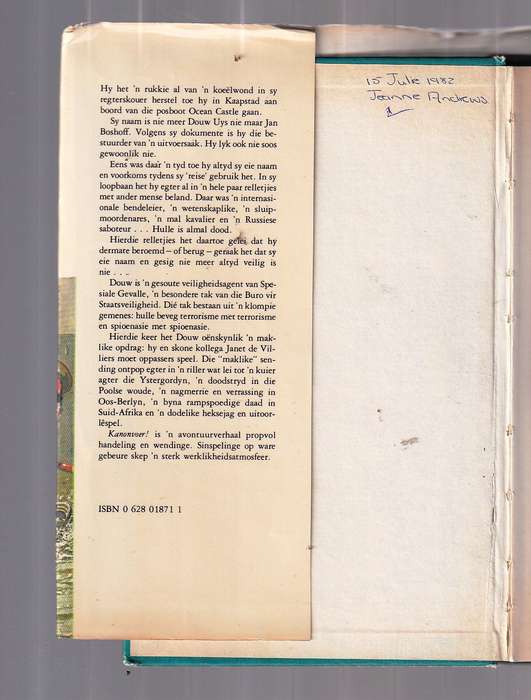 Hy het 'n rukkie al van 'n koeëlwond in sy
regterskouer herstel toe hy in Kaapstad aan
boord van die posboot Ocean Castle gaan.
Sy naam is nie meer Douw Uys nie maar Jan
Boshoff. Volgens sy dokumente is hy die be-
stuurder van 'n uitvoersaak. Hy lyk ook nie soos
gewoonlik nie.
Eens was daar 'n tyd toe hy altyd sy eie naam
en voorkoms tydens sy 'reise' gebruik het. In sy
loopbaan het hy egter al in 'n hele paar relletjies
met ander mense beland. Daar was 'n internasi-
onale bendeleier, 'n wetenskaplike, 'n sluip-
moordenares, 'n mal kavalier en 'n Russiese
saboteur . . . Hulle is almal dood.
Hierdie relletjies het daartoe gelei dat hy
dermate beroemd – of berug – geraak het dat sy
eie naam en gesig nie meer altyd veilig is
nie . . .
Douw is 'n gesoute veiligheidsagent van Spe-
siale Gevalle, 'n besondere tak van die Buro vir
Staatsveiligheid. Dié tak bestaan uit 'n klompie
gemenes: hulle beveg terrorisme met terrorisme
en spioenasie met spioenasie.
Hierdie keer het Douw oënskynlik 'n mak-
like opdrag: hy en skone kollega Janet de Vil-
liers moet oppassers speel. Die "maklike" sen-
ding ontpop egter in 'n riller wat lei tot 'n kuier
agter die Ystergordyn, 'n doodstryd in die
Poolse woude, 'n nagmerrie en verrassing in
Oos-Berlyn, 'n byna rampspoedige daad in
Suid-Afrika en 'n dodelike heksejag en uitoor-
lêspel.
Kanonvoer! is 'n avontuurverhaal propvol
handeling en wendinge. Sinspelinge op ware
gebeure skep 'n sterk werklikheidsatmosfeer.
ISBN 0 628 01871 1
15 Julie 1982
Jeanne Andrews